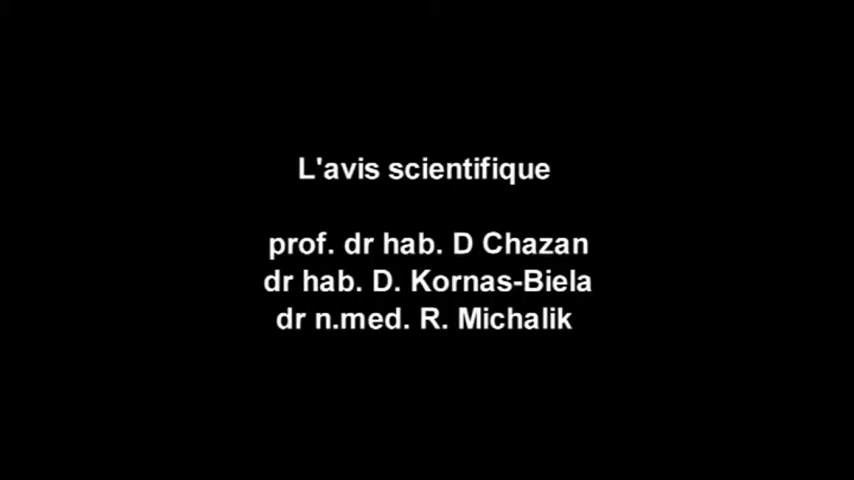 L'avis scientifique
prof. dr hab. D Chazan
dr hab. D. Kornas-Biela
dr n.med. R. Michalik